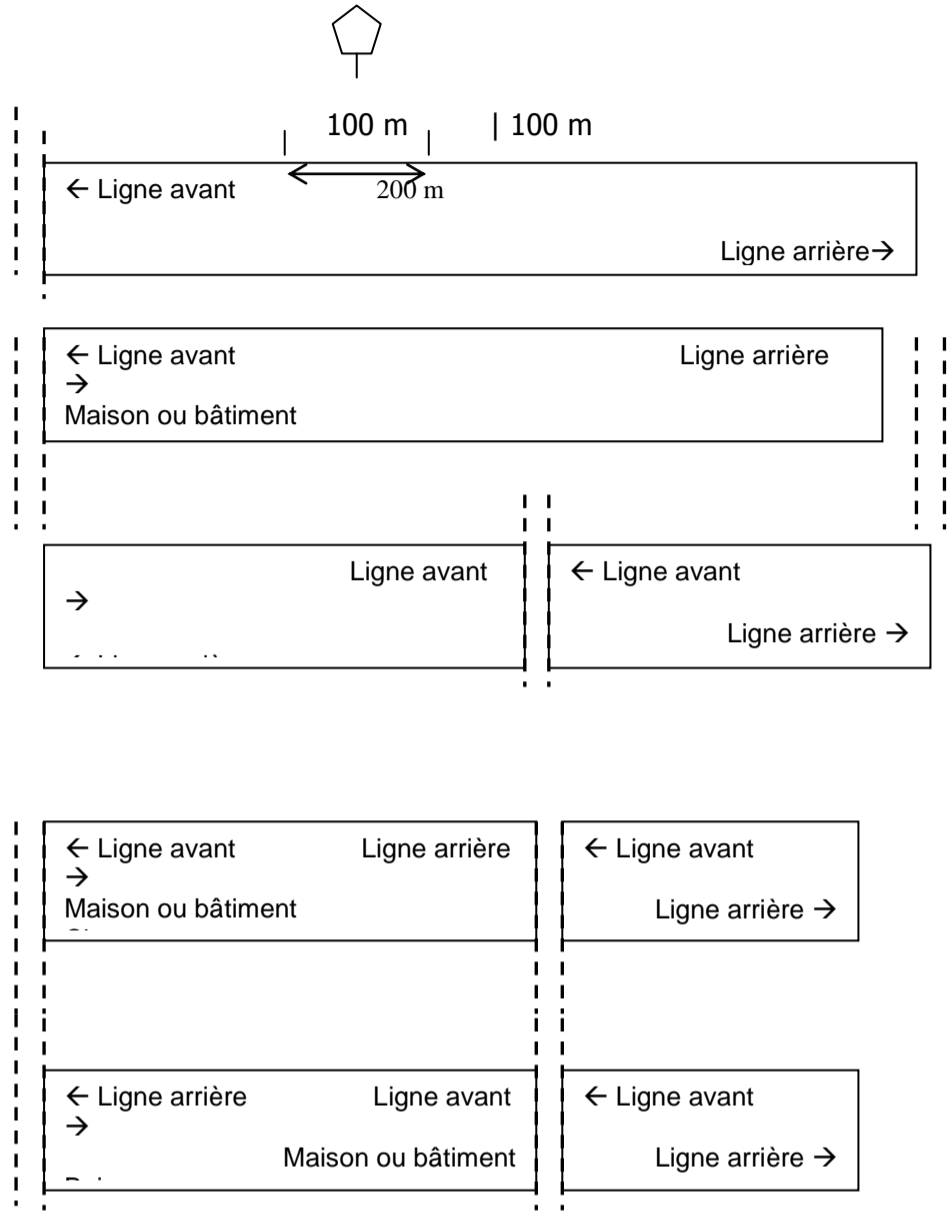 100 m | 100 m
200 m
← Ligne avant
Ligne arrière→
← Ligne avant Ligne arrière
→
Maison ou bâtiment
Ligne avant
→
← Ligne avant
Ligne arrière →
← Ligne avant Ligne arrière
→
Maison ou bâtiment
← Ligne avant
Ligne arrière →
← Ligne arrière Ligne avant
→
Maison ou bâtiment
← Ligne avant
Ligne arrière →